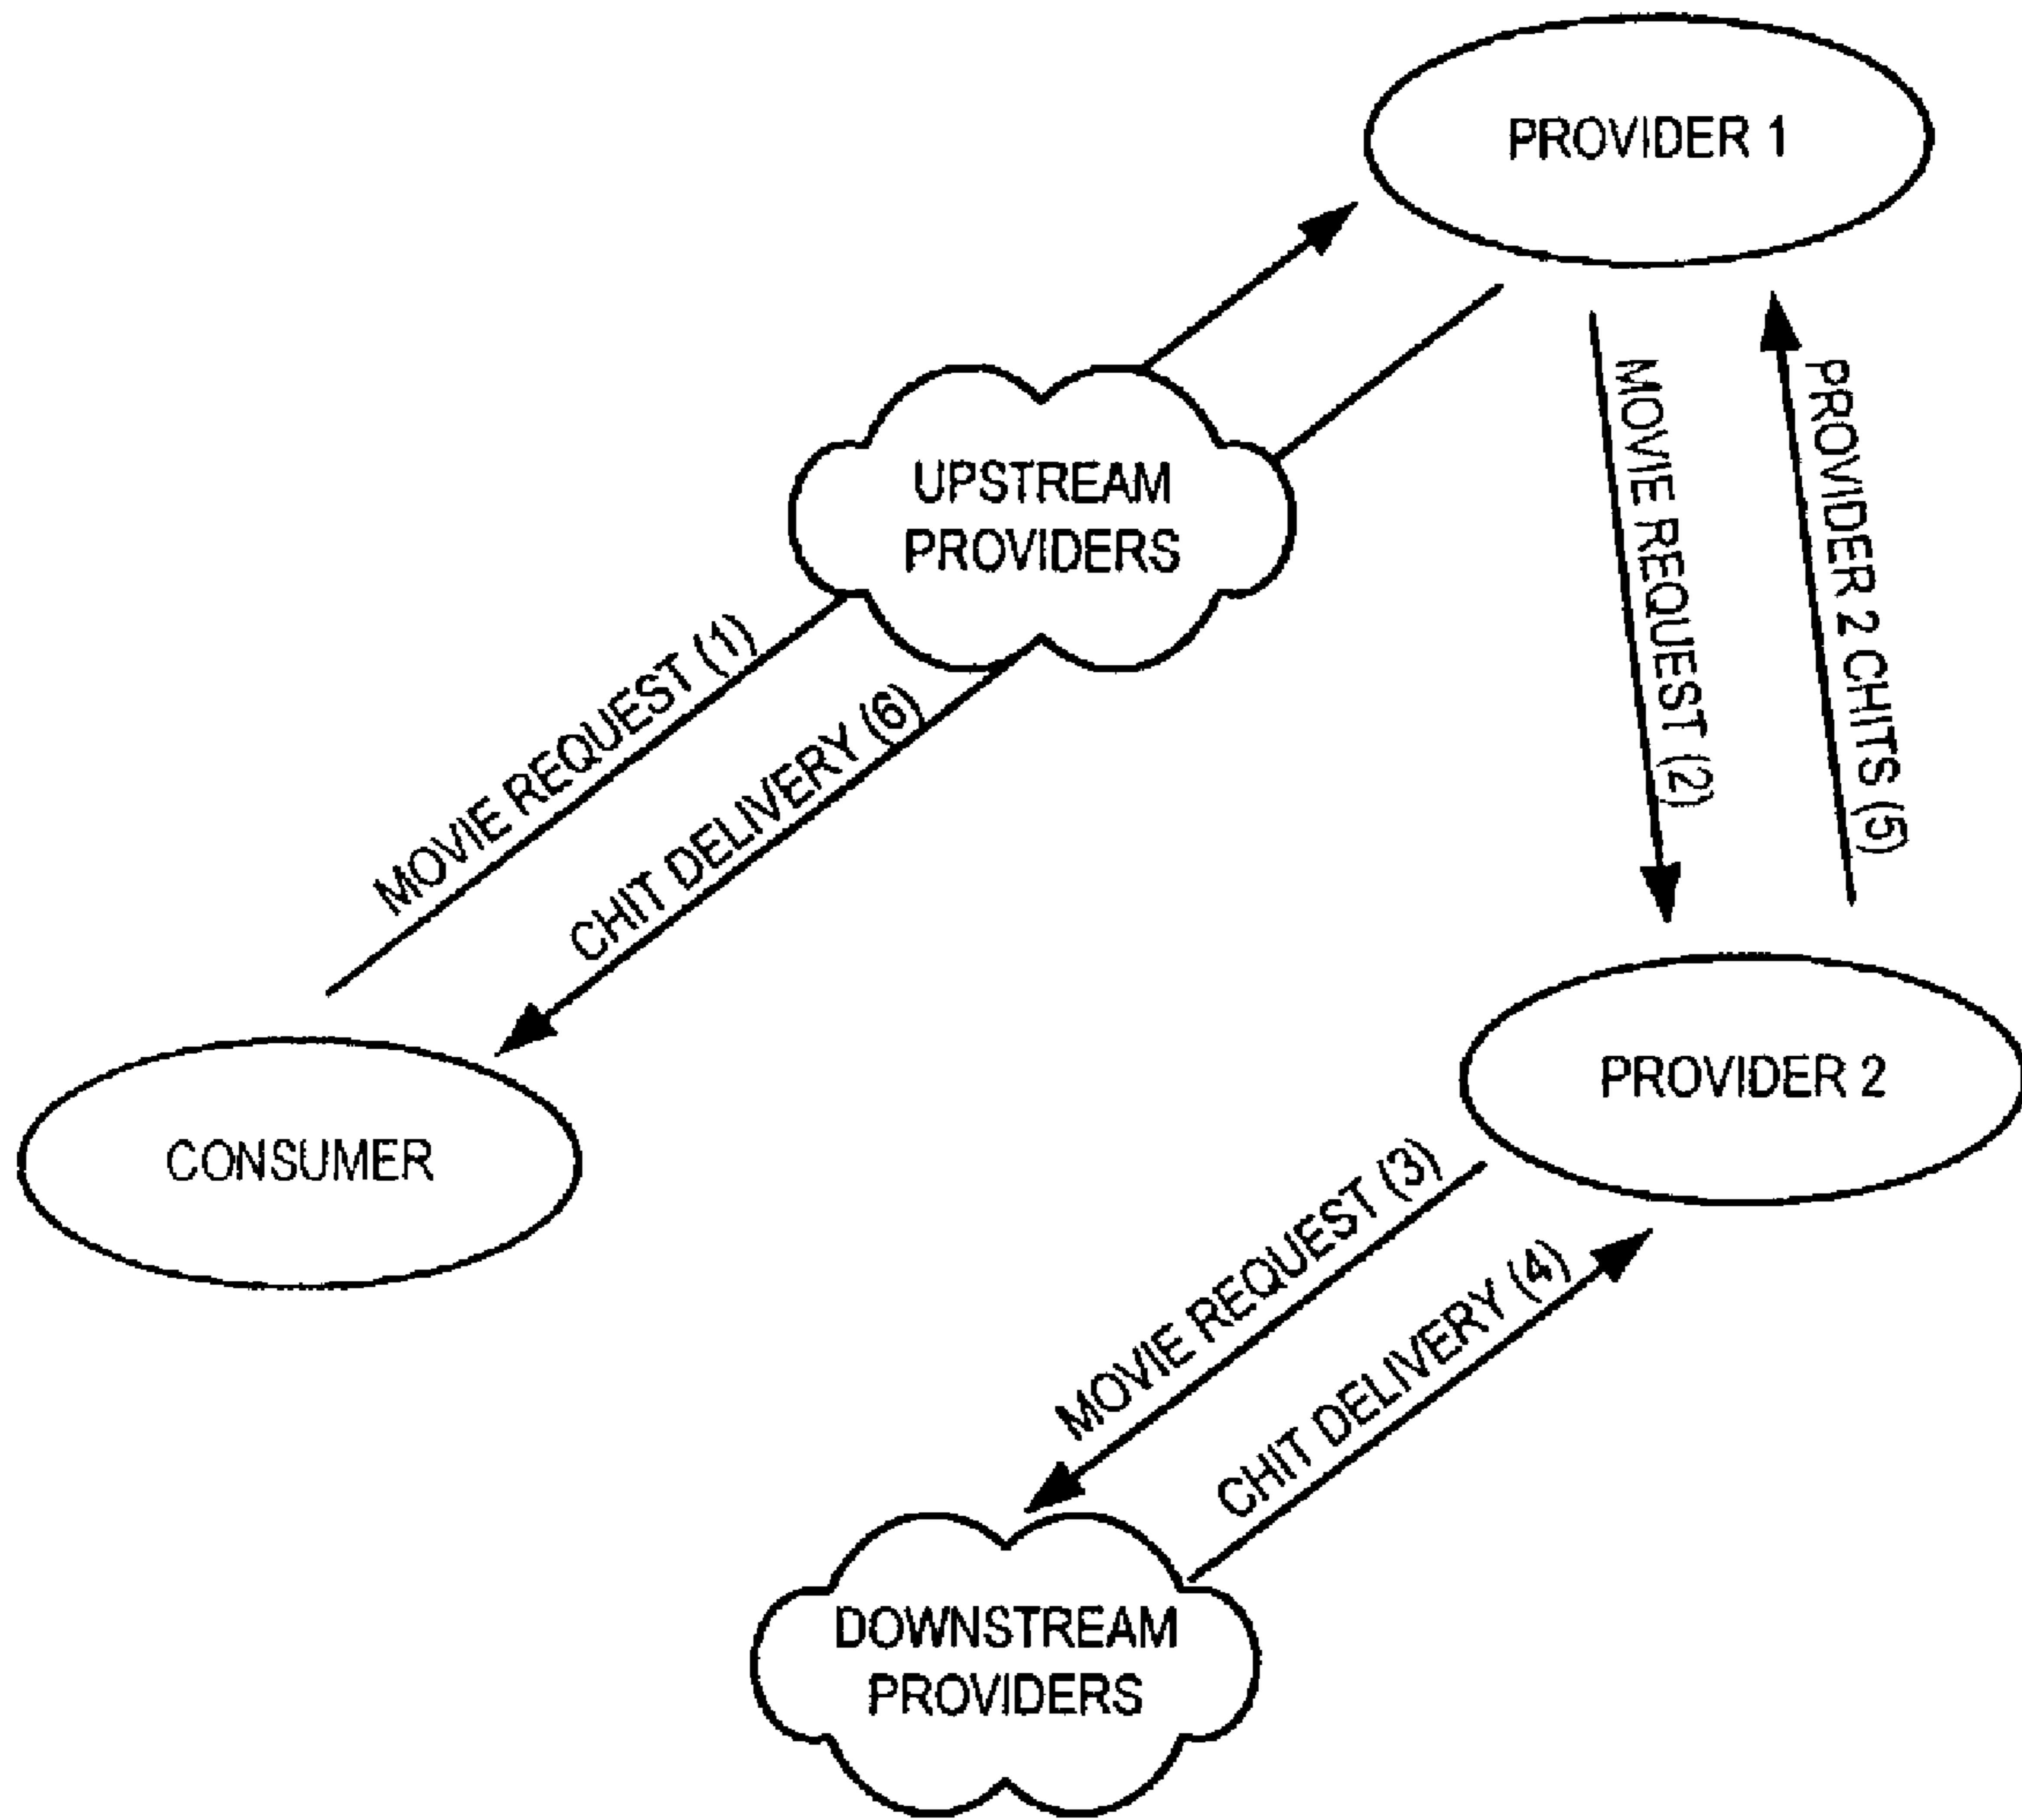 PROVIDER 1
UPSTREAM
PROVIDERS
MOVIE REQUEST (1)
CHIT DELIVERY (6)
MOVIE REQUEST (2)
PROVIDER 2 CHITS (5)
CONSUMER
PROVIDER 2
MOVIE REQUEST (3)
CHIT DELIVERY (4)
DOWNSTREAM
PROVIDERS